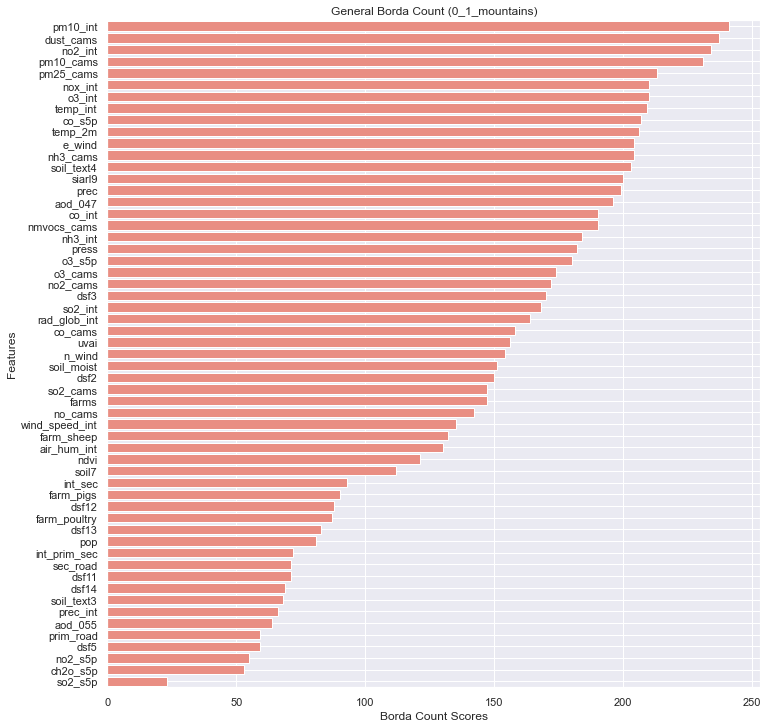 General Borda Count (0_1_mountains)
Features
pm10_int
dust_cams
no2_int
pm10_cams
pm25_cams
nox_int
o3_int
temp_int
co_s5p
temp_2m
e_wind
nh3_cams
soil_text4
siarl9
prec
aod_047
co_int
nmvocs_cams
nh3_int
press
o3_s5p
o3_cams
no2_cams
dsf3
so2_int
rad_glob_int
co_cams
uvai
n_wind
soil_moist
dsf2
so2_cams
farms
no_cams
wind_speed_int
farm_sheep
air_hum_int
ndvi
soil7
int_sec
farm_pigs
dsf12
farm_poultry
dsf13
pop
int_prim_sec
sec_road
dsf11
dsf14
soil_text3
prec_int
aod_055
prim_road
dsf5
no2_s5p
ch2o_s5p
so2_s5p
0 50 100 150 200 250
Borda Count Scores